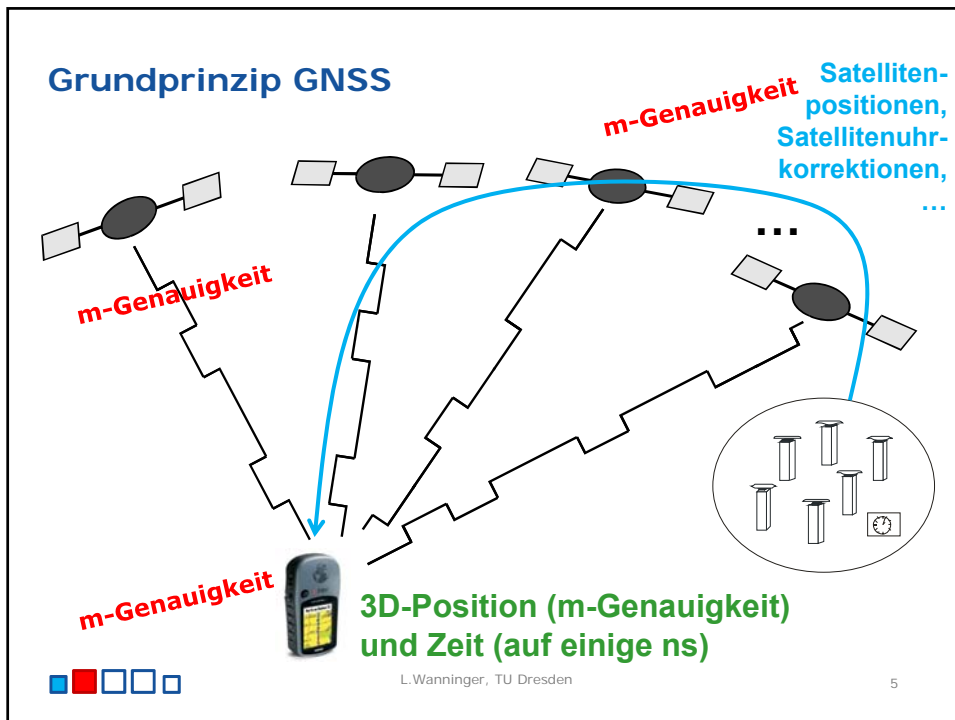 Grundprinzip GNSS
m-Genauigkeit
Satelliten-
positionen,
Satellitenuhr-
korrektionen,
...
...
m-Genauigkeit
m-Genauigkeit
3D-Position (m-Genauigkeit)
und Zeit (auf einige ns)
L.Wanninger, TU Dresden
5